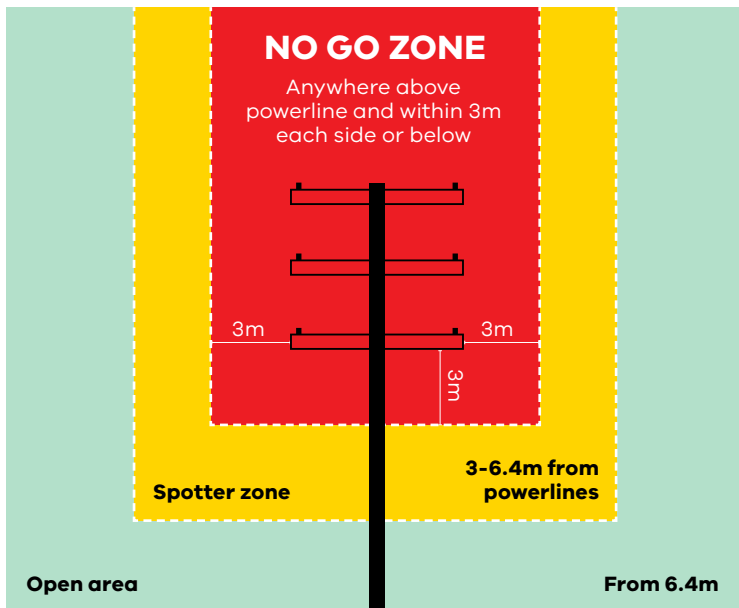 NO GO ZONE
Anywhere above
powerline and within 3m
each side or below
3m
3m
3m
Spotter zone
3-6.4m from
powerlines
Open area
From 6.4m